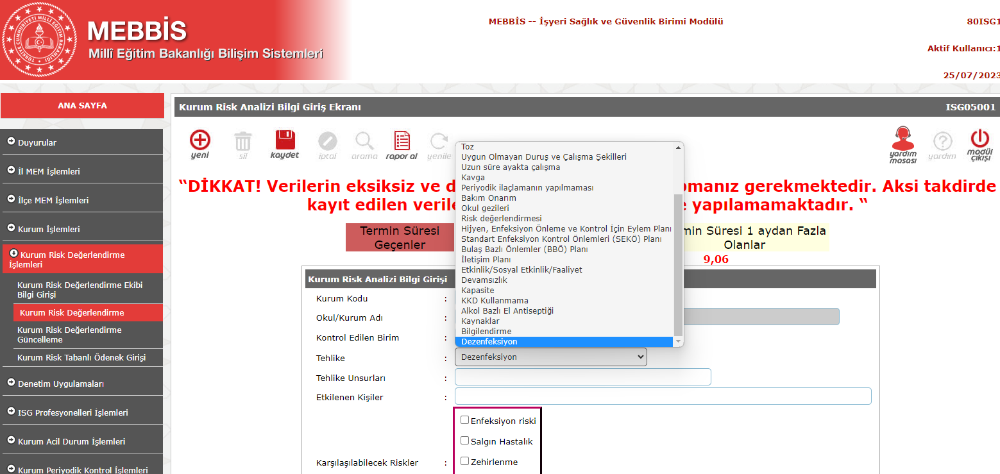 MEBBİS
Millî Eğitim Bakanlığı Bilişim Sistemleri
MEBBİS -- İşyeri Sağlık ve Güvenlik Birimi Modülü
80ISG1
Aktif Kullanıcı:1
25/07/2023
ANA SAYFA
Duyurular
İl MEM İşlemleri
İlçe MEM İşlemleri
Kurum İşlemleri
Kurum Risk Değerlendirme
İşlemleri
Kurum Risk Değerlendirme Ekibi
Bilgi Girişi
Kurum Risk Değerlendirme
Kurum Risk Değerlendirme
Güncelleme
Kurum Risk Tabanlı Ödenek Girişi
Denetim Uygulamaları
ISG Profesyonelleri İşlemleri
Kurum Acil Durum İşlemleri
Kurum Periyodik Kontrol İşlemleri
Kurum Risk Analizi Bilgi Giriş Ekranı
ISG05001
yeni
sil
kaydet
iptal
arama
rapor al
yenile
yardım
masası
yardım
modül
çıkışı
“DİKKAT! Verilerin eksiksiz ve d
pmanız gerekmektedir. Aksi takdirde
kayıt edilen verile
e yapılamamaktadır. “
Termin Süresi
Geçenler
min Süresi 1 aydan Fazla
Olanlar
9,06
Toz
Uygun Olmayan Duruş ve Çalışma Şekilleri
Uzun süre ayakta çalışma
Kavga
Periyodik ilaçlamanın yapılmaması
Bakım Onarım
Okul gezileri
Risk değerlendirmesi
Hijyen, Enfeksiyon Önleme ve Kontrol İçin Eylem Planı
Standart Enfeksiyon Kontrol Önlemleri (SEKÖ) Planı
Bulaş Bazlı Önlemler (BBÖ) Planı
İletişim Planı
Etkinlik/Sosyal Etkinlik/Faaliyet
Devamsızlık
Kapasite
KKD Kullanmama
Alkol Bazlı El Antiseptiği
Kaynaklar
Bilgilendirme
Dezenfeksiyon
Kurum Risk Analizi Bilgi Girişi
Kurum Kodu :
Okul/Kurum Adı :
Kontrol Edilen Birim :
Tehlike : Dezenfeksiyon
Tehlike Unsurları :
Etkilenen Kişiler :
Enfeksiyon riski
Salgın Hastalık
Karşılaşılabilecek Riskler : Zehirlenme